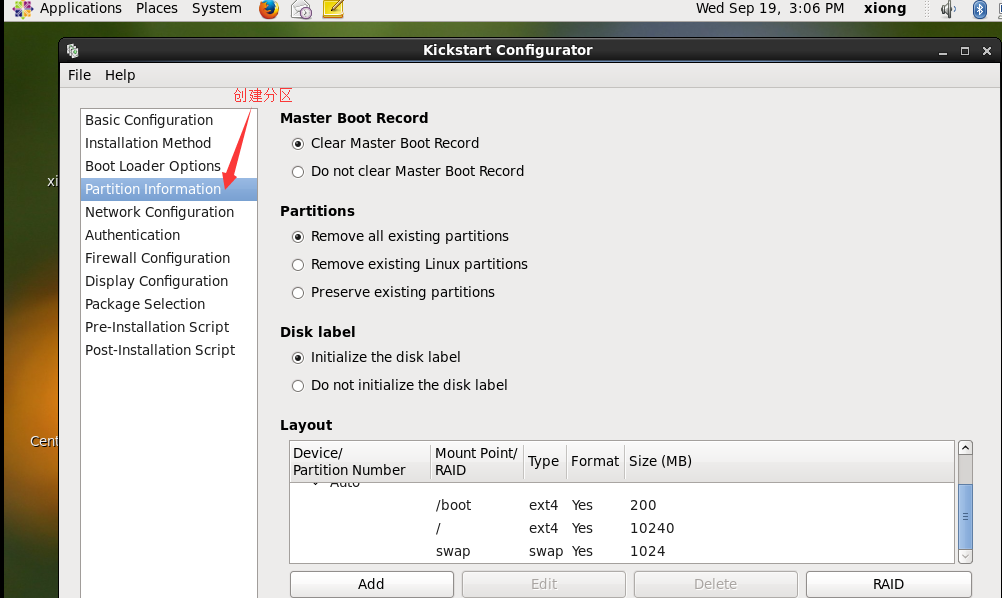 Applications Places System Wed Sep 19, 3:06 PM xiong
Kickstart Configurator
File Help
创建分区
Basic Configuration
Installation Method
Boot Loader Options
Partition Information
Network Configuration
Authentication
Firewall Configuration
Display Configuration
Package Selection
Pre-Installation Script
Post-Installation Script
xi
Cent
Master Boot Record
Clear Master Boot Record
Do not clear Master Boot Record
Partitions
Remove all existing partitions
Remove existing Linux partitions
Preserve existing partitions
Disk label
Initialize the disk label
Do not initialize the disk label
Layout
Device/
Partition Number
Mount Point/
RAID
Type
Format
Size (MB)
Auto
/boot ext4 Yes 200
/ ext4 Yes 10240
swap swap Yes 1024
Add Edit Delete RAID